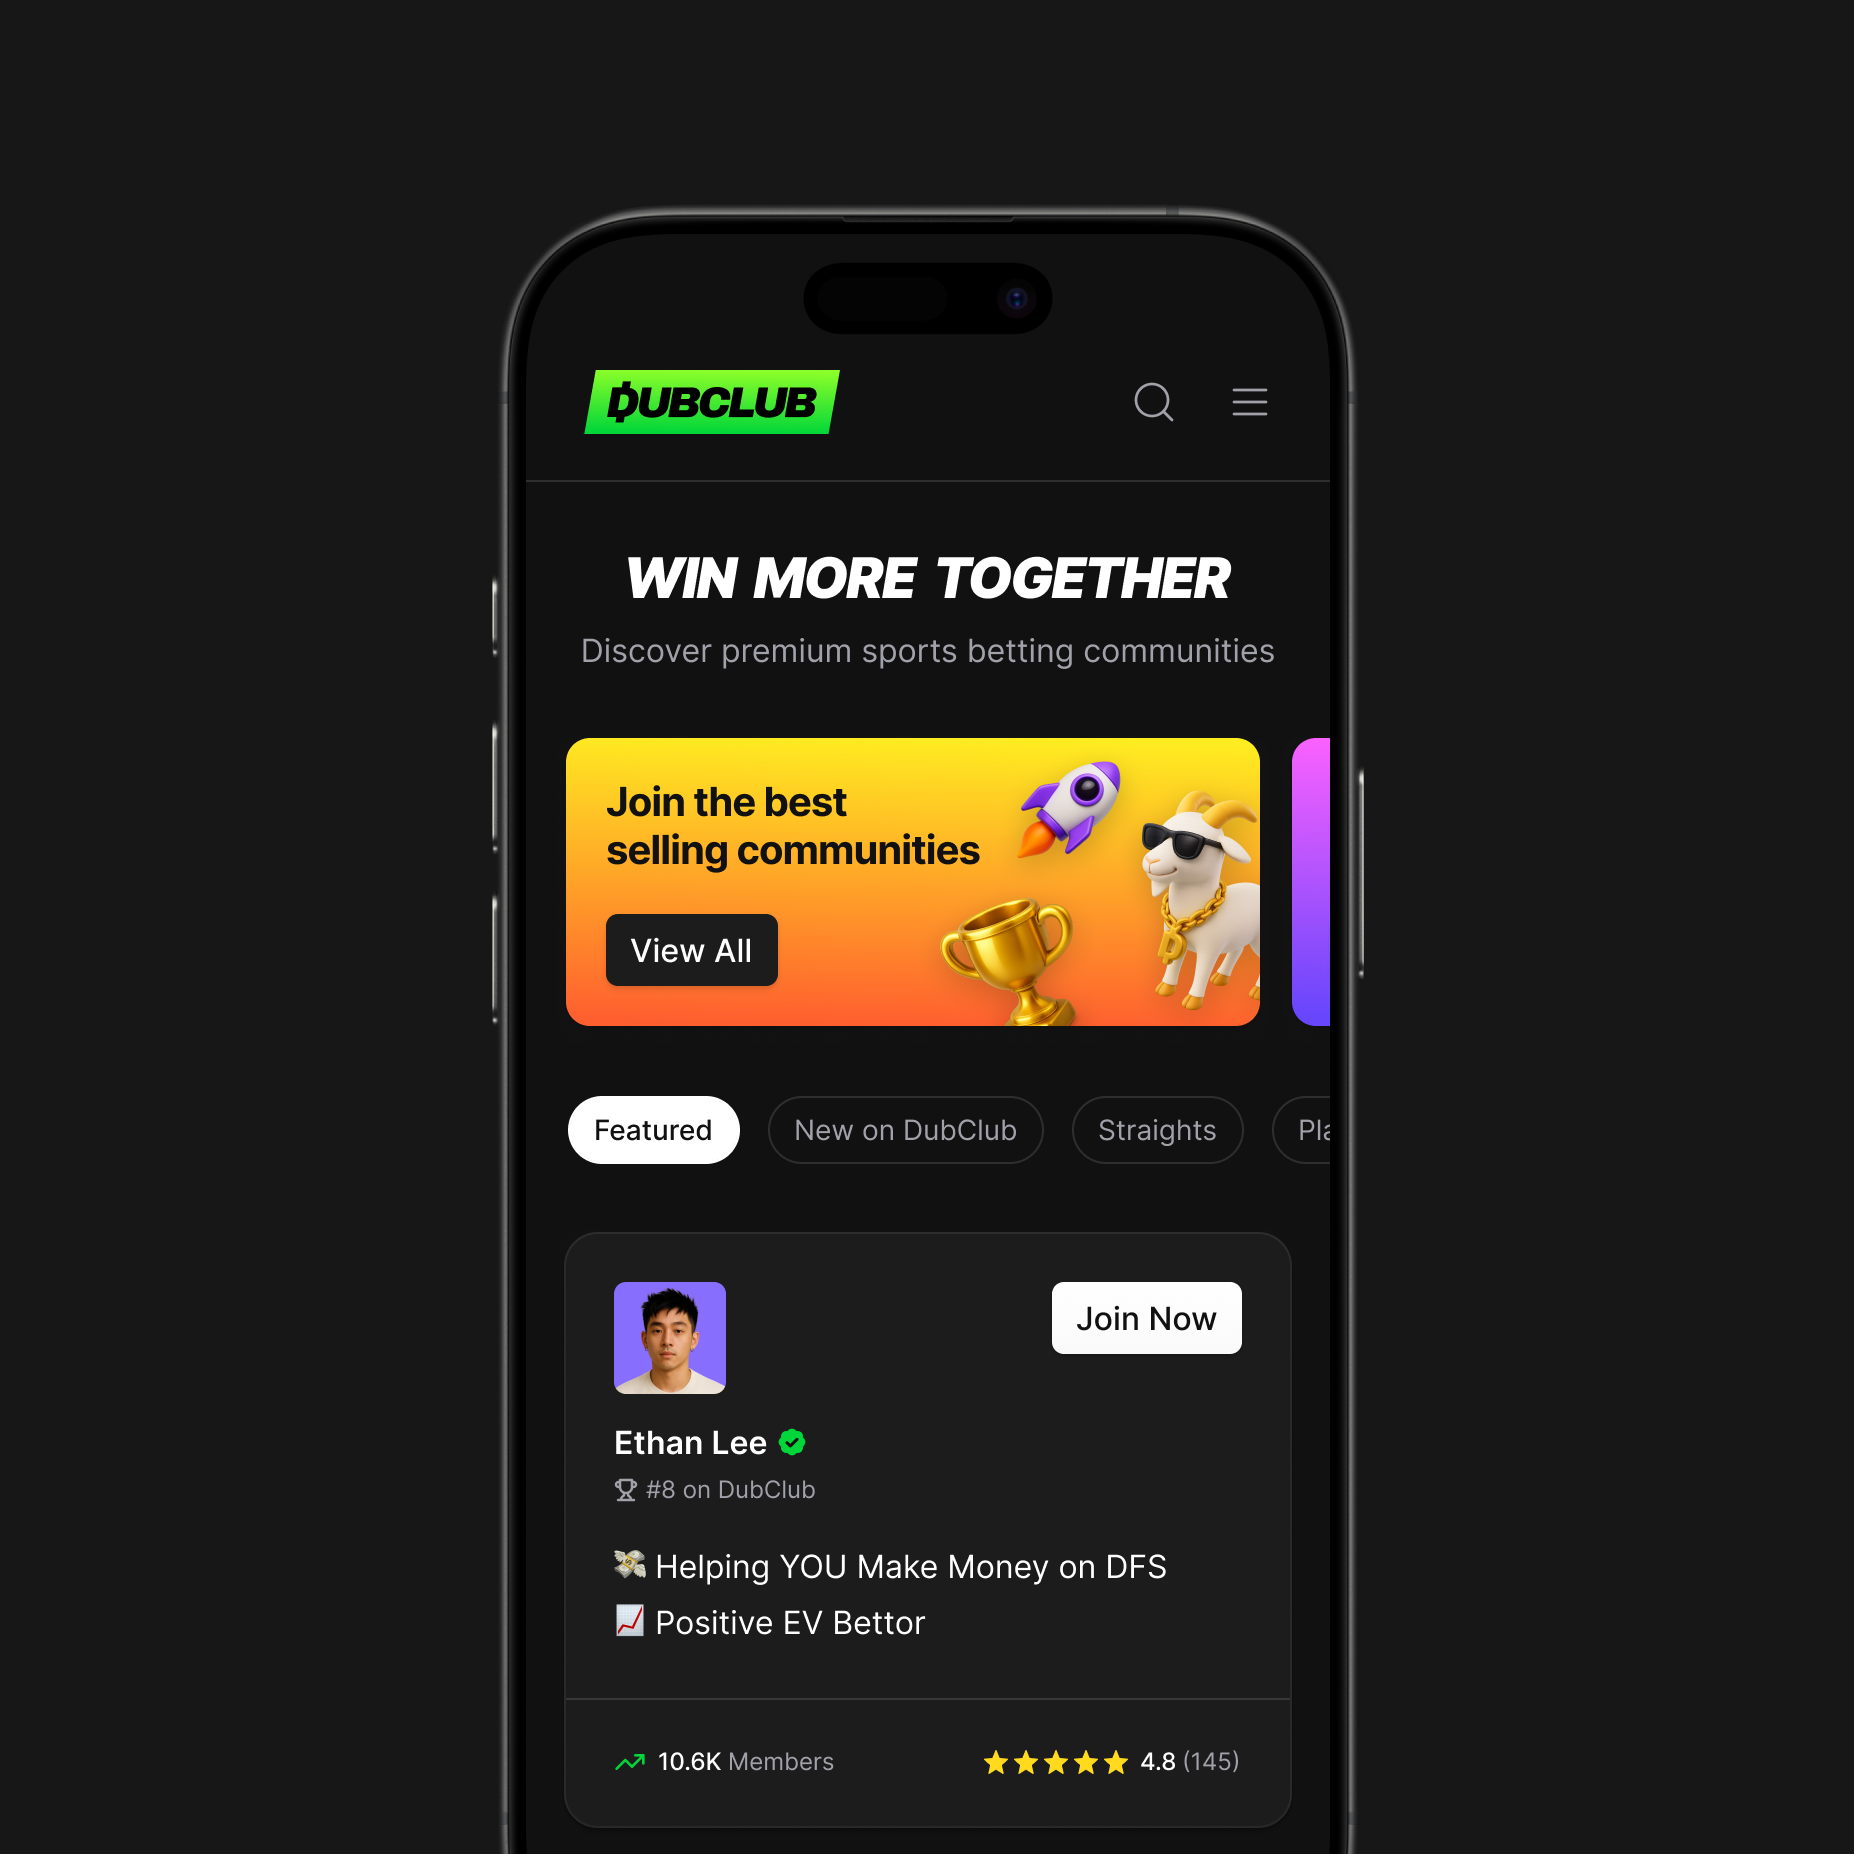 DUBCLUB
WIN MORE TOGETHER
Discover premium sports betting communities
Join the best
selling communities
View All
Featured
New on DubClub
Straights
Pla
Join Now
Ethan Lee
#8 on DubClub
💸 Helping YOU Make Money on DFS
📈 Positive EV Bettor
10.6K Members
4.8 (145)